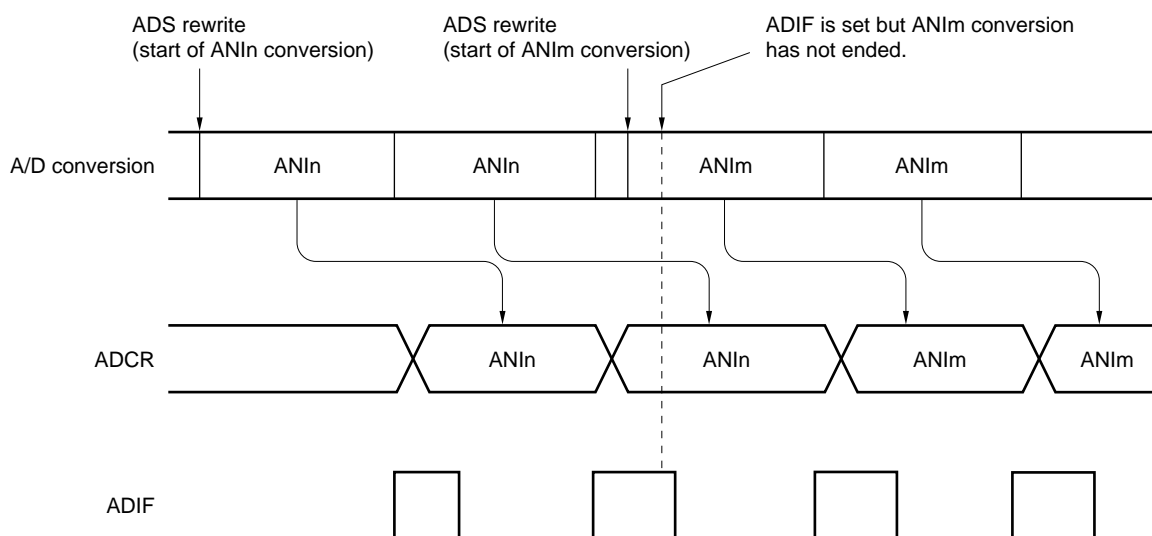 ADS rewrite
(start of ANIn conversion)
ADS rewrite
(start of ANIm conversion)
ADIF is set but ANIm conversion
has not ended.
A/D conversion
ANIn
ANIn
ANIm
ANIm
ADCR
ANIn
ANIn
ANIm
ANIm
ADIF